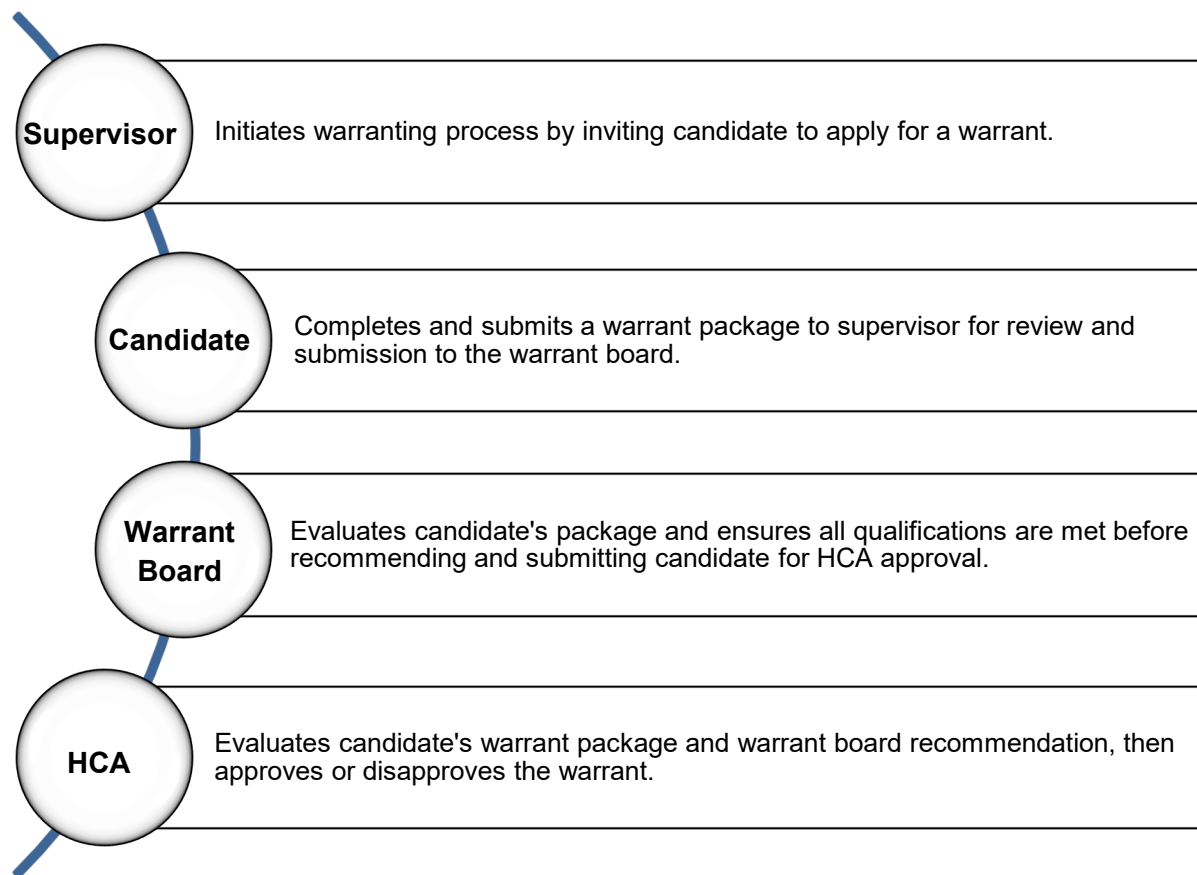 Supervisor
Initiates warranting process by inviting candidate to apply for a warrant.
Candidate
Completes and submits a warrant package to supervisor for review and
submission to the warrant board.
Warrant
Board
Evaluates candidate's package and ensures all qualifications are met before
recommending and submitting candidate for HCA approval.
HCA
Evaluates candidate's warrant package and warrant board recommendation, then
approves or disapproves the warrant.